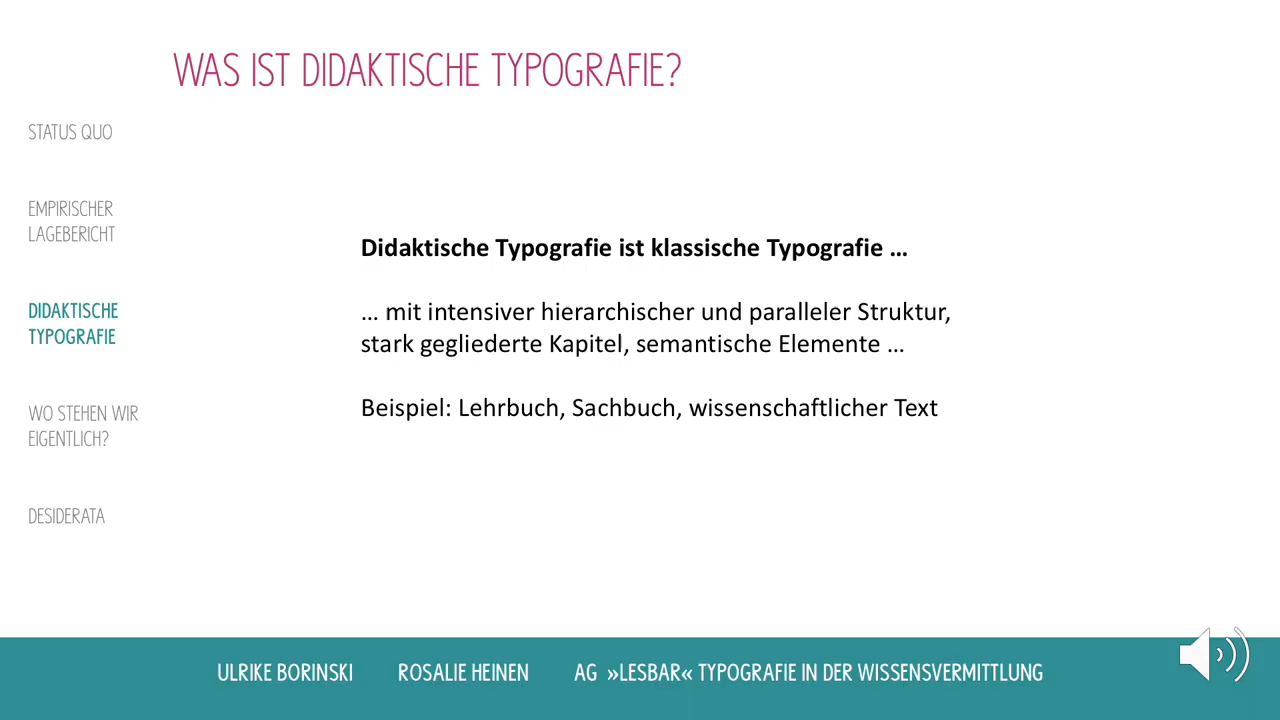 WAS IST DIDAKTISCHE TYPOGRAFIE?
STATUS QUO
EMPIRISCHER
LAGEBERICHT
DIDAKTISCHE
TYPOGRAFIE
WO STEHEN WIR
EIGENTLICH?
DESIDERATA
Didaktische Typografie ist klassische Typografie …
… mit intensiver hierarchischer und paralleler Struktur,
stark gegliederte Kapitel, semantische Elemente …
Beispiel: Lehrbuch, Sachbuch, wissenschaftlicher Text
ULRIKE BORINSKI ROSALIE HEINEN AG »LESBAR« TYPOGRAFIE IN DER WISSENSVERMITTLUNG